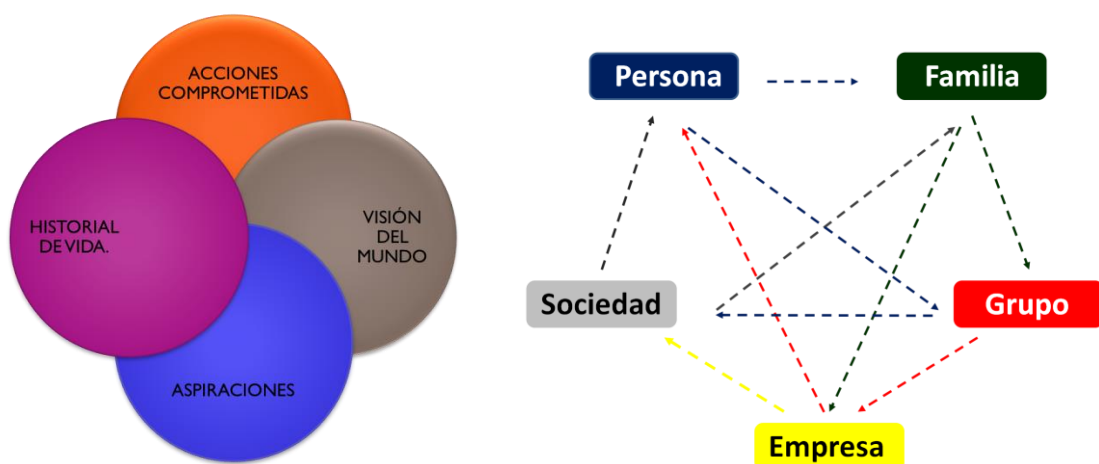 ACCIONES
COMPROMETIDAS
HISTORIAL
DE VIDA.
VISIÓN
DEL
MUNDO
ASPIRACIONES
Persona
Familia
Sociedad
Grupo
Empresa